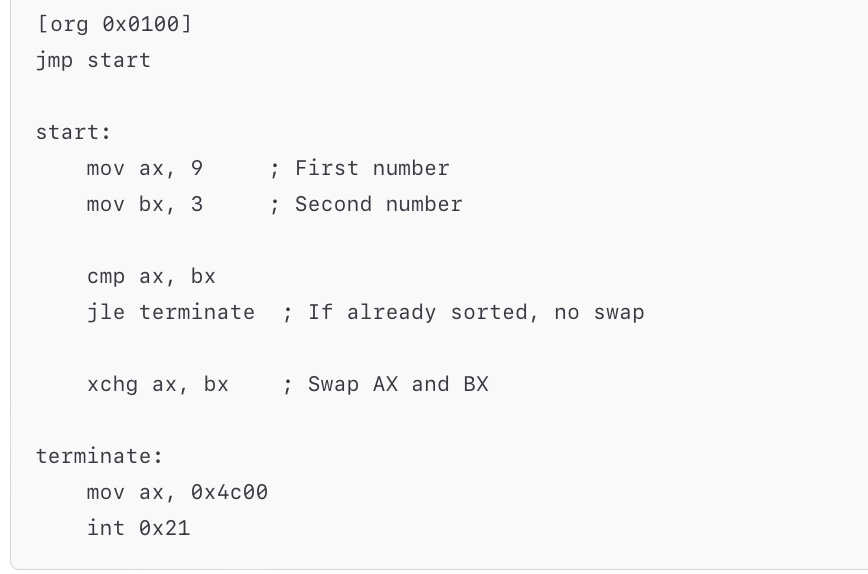 [org 0x0100]
jmp start
start:
    mov ax, 9     ; First number
    mov bx, 3     ; Second number
    cmp ax, bx
    jle terminate  ; If already sorted, no swap
    xchg ax, bx    ; Swap AX and BX
terminate:
    mov ax, 0x4c00
    int 0x21